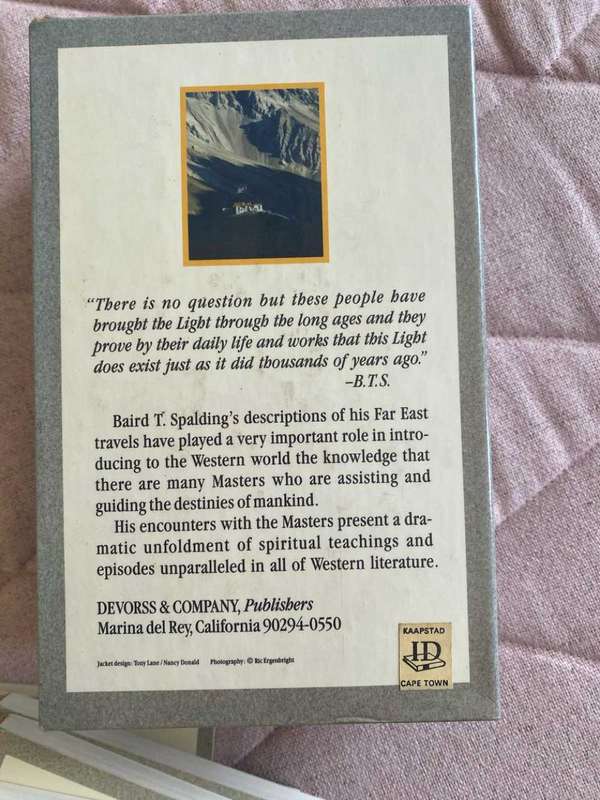 “There is no question but these people have
brought the Light through the long ages and they
prove by their daily life and works that this Light
does exist just as it did thousands of years ago.”
–B.T.S.
Baird T. Spalding’s descriptions of his Far East
travels have played a very important role in intro-
ducing to the Western world the knowledge that
there are many Masters who are assisting and
guiding the destinies of mankind.
His encounters with the Masters present a dra-
matic unfoldment of spiritual teachings and
episodes unparalleled in all of Western literature.
DEVORSS & COMPANY, Publishers
Marina del Rey, California 90294-0550
Jacket design: Tony Lane / Nancy Donald Photography: © Ric Ergenbright
KAAPSTAD
CAPE TOWN